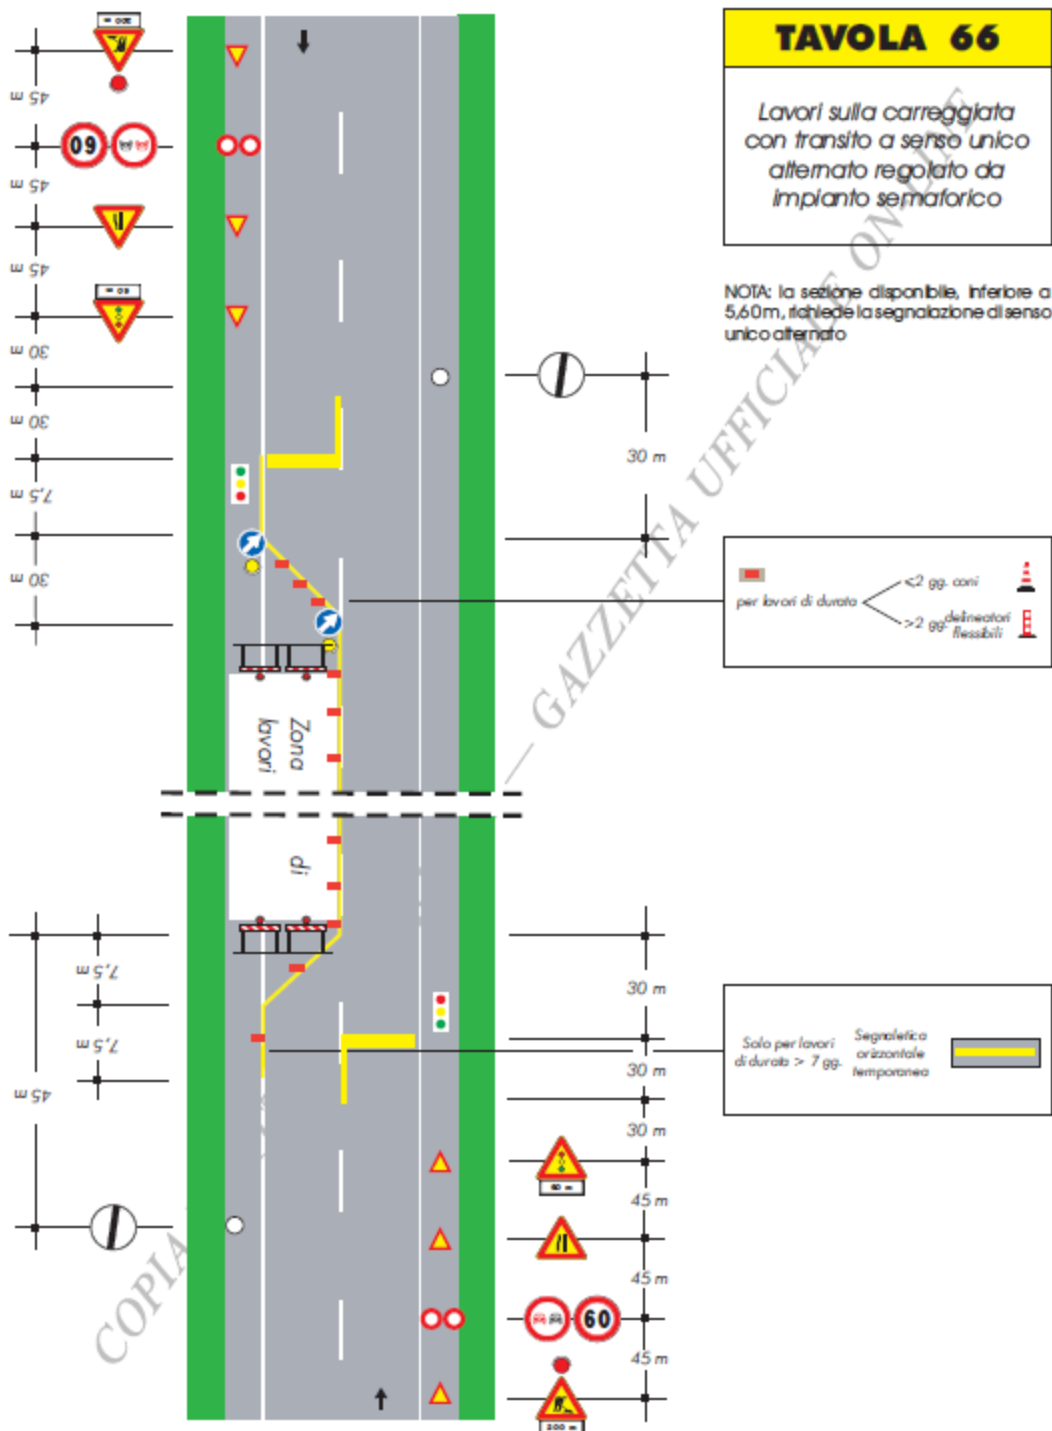 TAVOLA 66
Lavori sulla carreggiata
con transito a senso unico
alternato regolato da
impianto semaforico
NOTA: la sezione disponibile, inferiore a
5,60m, richiede la segnalazione di senso
unico alternato
200 m
45 m
60
45 m
45 m
80 m
30 m
30 m
7,5 m
30 m
30 m
per lavori di durata
<2 gg. coni
>2 gg. delineatori
flessibili
Zona
lavori
di
7,5 m
7,5 m
45 m
30 m
30 m
30 m
Solo per lavori
di durata > 7 gg.
Segnaletica
orizzontale
temporanea
60 m
45 m
45 m
60
45 m
200 m
COPIA
— GAZZETTA UFFICIALE ON-LINE